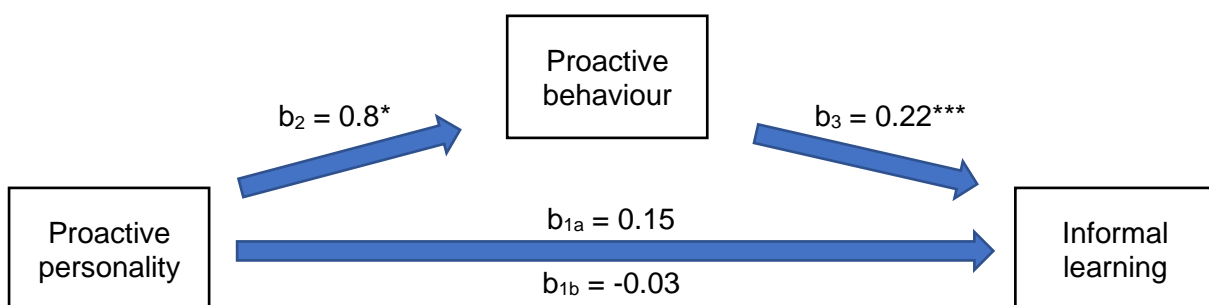 Proactive
behaviour
b₂ = 0.8*
b₃ = 0.22***
Proactive
personality
b₁ₐ = 0.15
b₁b = -0.03
Informal
learning